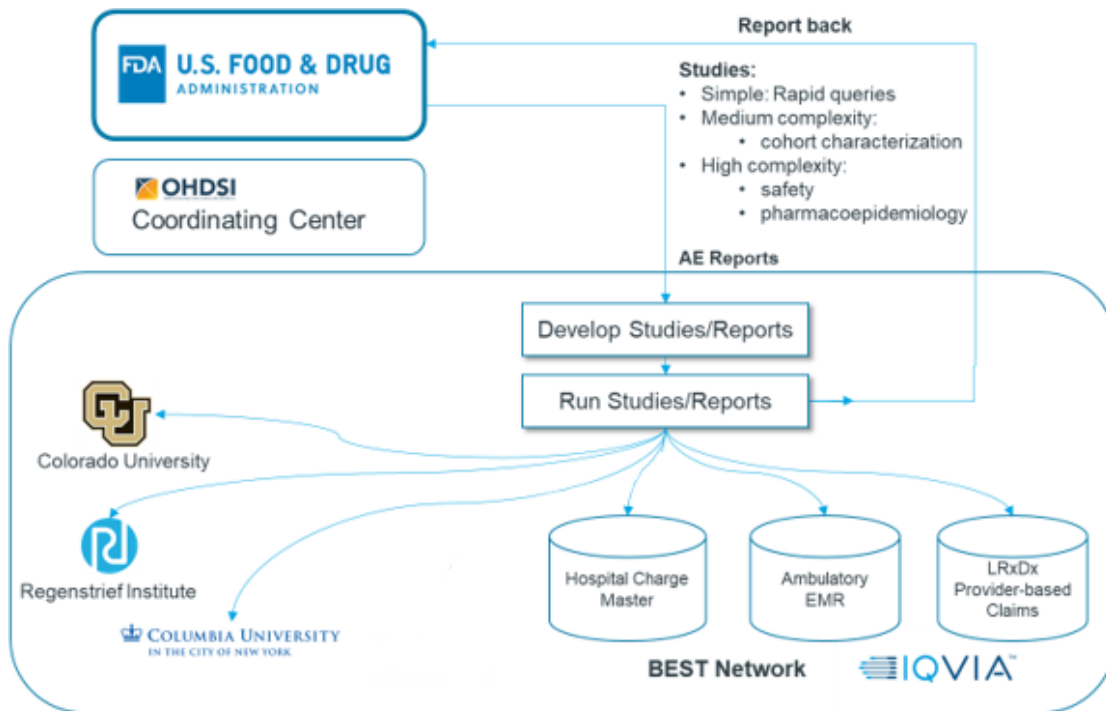 Report back
FDA
U.S. FOOD & DRUG
ADMINISTRATION
Studies:
• Simple: Rapid queries
• Medium complexity:
• cohort characterization
• High complexity:
• safety
• pharmacoepidemiology
OHDSI
Coordinating Center
AE Reports
Develop Studies/Reports
Run Studies/Reports
CU
Colorado University
Regenstrief Institute
COLUMBIA UNIVERSITY
IN THE CITY OF NEW YORK
Hospital Charge
Master
Ambulatory
EMR
LRxDx
Provider-based
Claims
BEST Network
IQVIA™